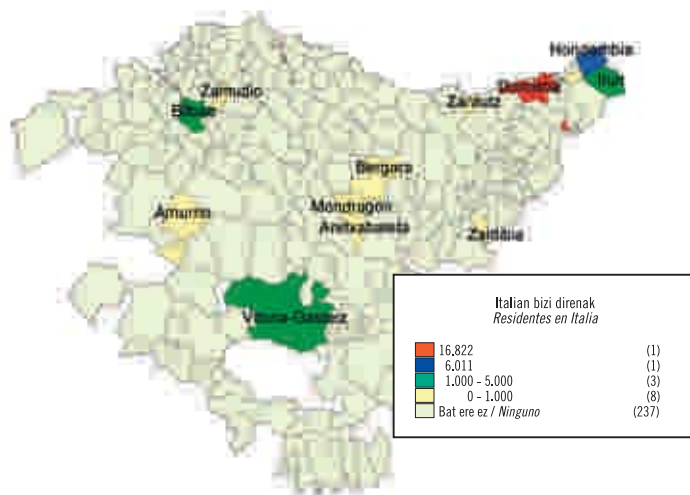 Hondarribia
Irun
Donostia
Zarautz
Zamudio
Bilbao
Bergara
Mondragon
Aretxabaleta
Amurrio
Zaldibia
Vitoria-Gasteiz
Italian bizi direnak
Residentes en Italia
16.822 (1)
6.011 (1)
1.000 - 5.000 (3)
0 - 1.000 (8)
Bat ere ez / Ninguno (237)